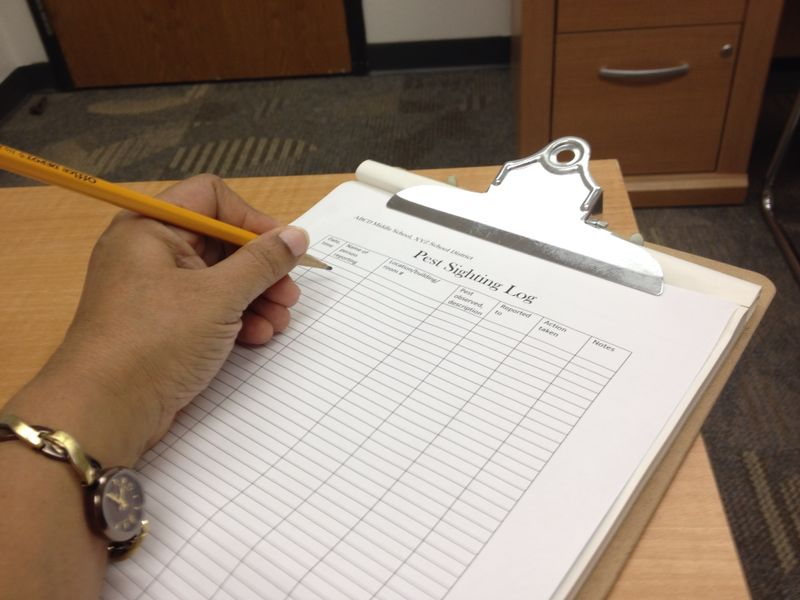 ABCD Middle School, XYZ School District
Pest Sighting Log
Date, time
Name of person reporting
Location/building/ room #
Pest observed, description
Reported to
Action taken
Notes
Office